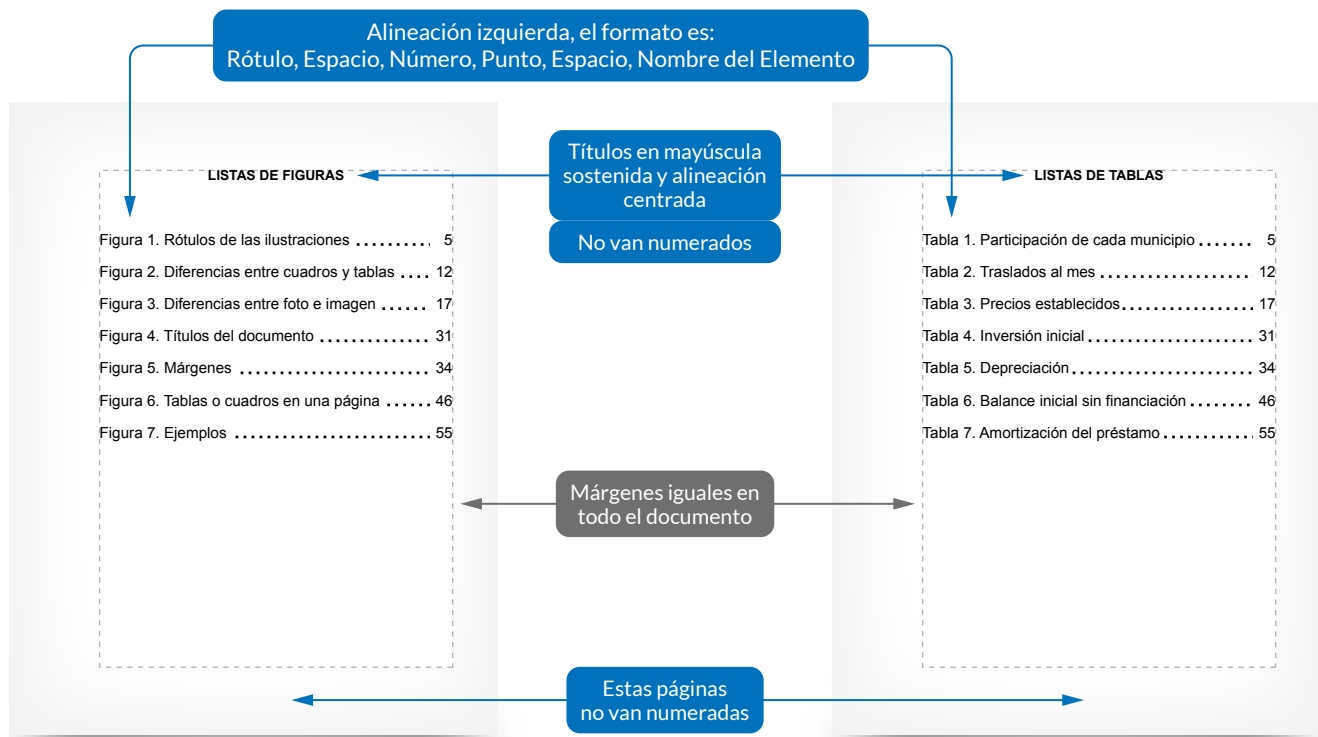 Alineación izquierda, el formato es:
Rótulo, Espacio, Número, Punto, Espacio, Nombre del Elemento
Títulos en mayúscula
sostenida y alineación
centrada
No van numerados
LISTAS DE FIGURAS
Figura 1. Rótulos de las ilustraciones .......... 5
Figura 2. Diferencias entre cuadros y tablas .... 12
Figura 3. Diferencias entre foto e imagen ...... 17
Figura 4. Títulos del documento .................. 31
Figura 5. Márgenes ............................ 34
Figura 6. Tablas o cuadros en una página ...... 46
Figura 7. Ejemplos ............................. 55
LISTAS DE TABLAS
Tabla 1. Participación de cada municipio ....... 5
Tabla 2. Traslados al mes ..................... 12
Tabla 3. Precios establecidos.................. 17
Tabla 4. Inversión inicial ....................... 31
Tabla 5. Depreciación......................... 34
Tabla 6. Balance inicial sin financiación ........ 46
Tabla 7. Amortización del préstamo ............ 55
Márgenes iguales en
todo el documento
Estas páginas
no van numeradas